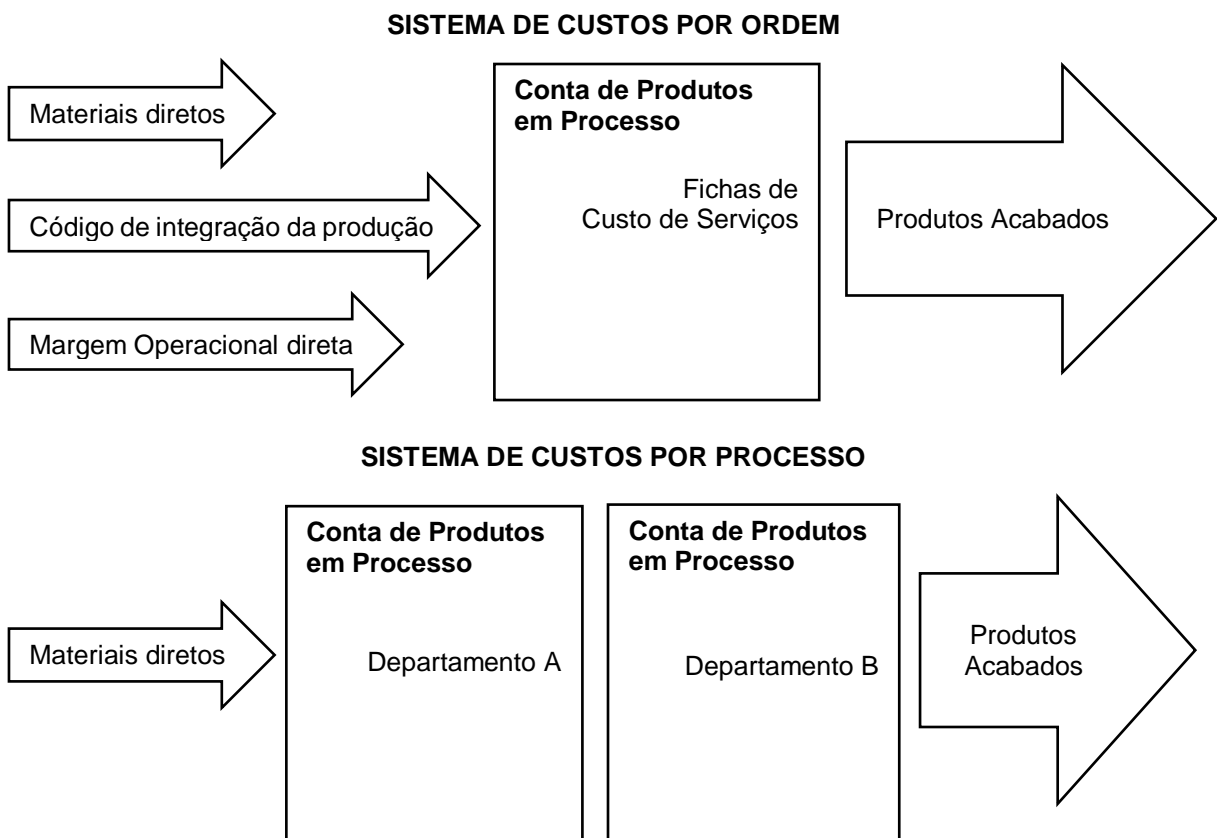 SISTEMA DE CUSTOS POR ORDEM
Materiais diretos
Código de integração da produção
Margem Operacional direta
Conta de Produtos
em Processo
Fichas de
Custo de Serviços
Produtos Acabados
SISTEMA DE CUSTOS POR PROCESSO
Materiais diretos
Conta de Produtos
em Processo
Departamento A
Conta de Produtos
em Processo
Departamento B
Produtos
Acabados